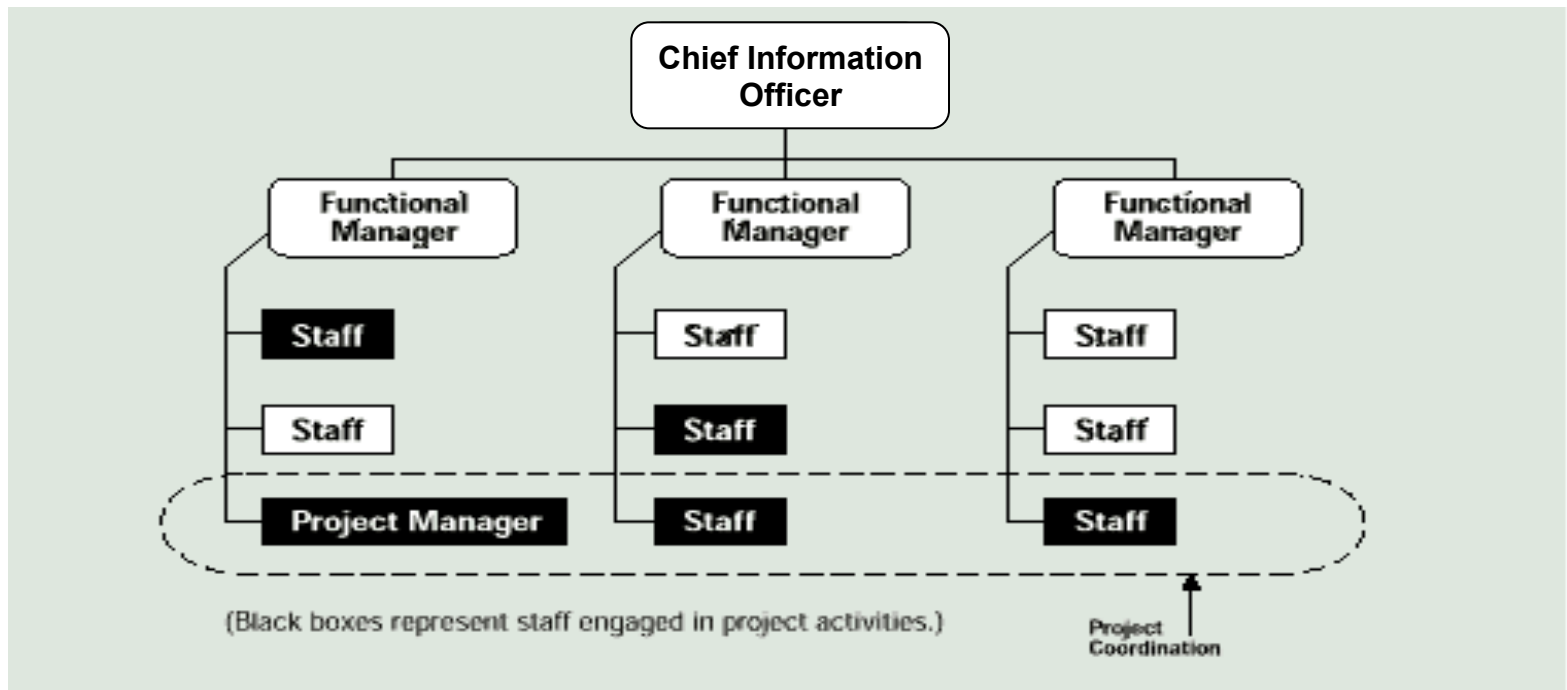 Chief Information
Officer
Functional
Manager
Functional
Manager
Functional
Manager
Staff
Staff
Staff
Staff
Staff
Staff
Project Manager
Staff
Staff
(Black boxes represent staff engaged in project activities.)
Project
Coordination